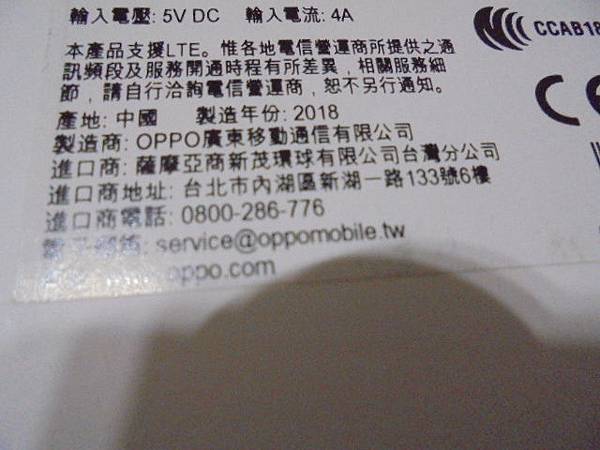 輸入電壓: 5V DC 輸入電流: 4A
CCAB18
本產品支援LTE。惟各地電信營運商所提供之通
訊頻段及服務開通時程有所差異，相關服務細
節，請自行洽詢電信營運商，恕不另行通知。
CE
產地: 中國 製造年份: 2018
製造商: OPPO廣東移動通信有限公司
進口商: 薩摩亞商新茂環球有限公司台灣分公司
進口商地址: 台北市內湖區新湖一路133號6樓
進口商電話: 0800-286-776
電子郵箱: service@oppomobile.tw
oppo.com